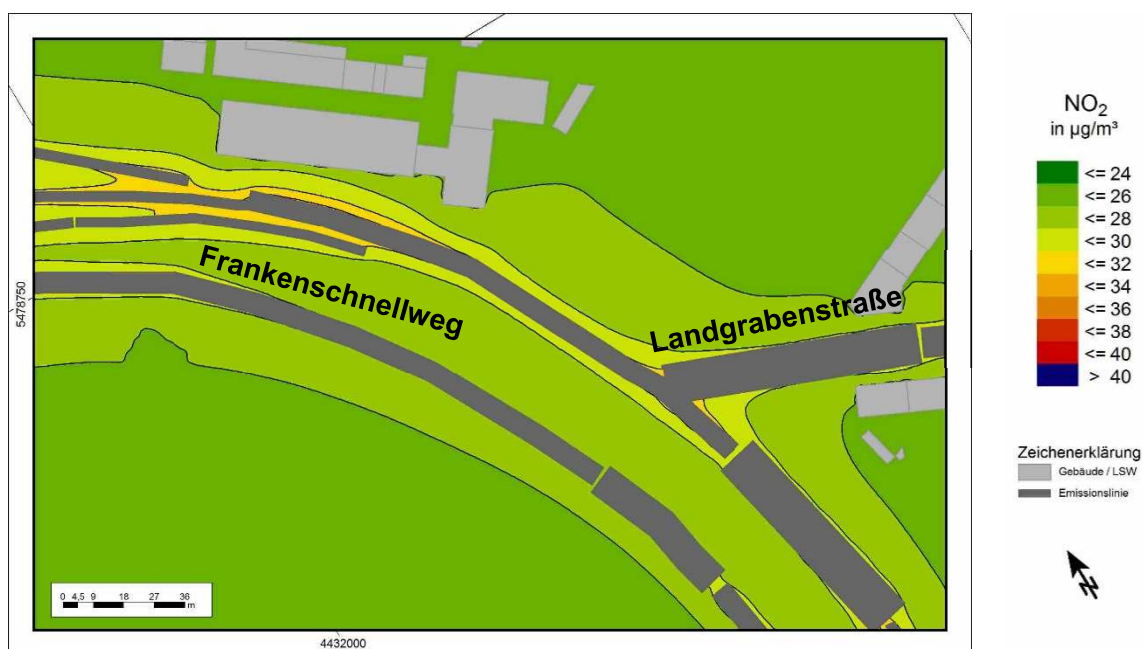 NO₂
in µg/m³
<= 24
<= 26
<= 28
<= 30
<= 32
<= 34
<= 36
<= 38
<= 40
> 40
Frankenschnellweg
Landgrabenstraße
5478750
Zeichenerklärung
Gebäude / LSW
Emissionslinie
N
0 4,5 9 18 27 36
m
4432000